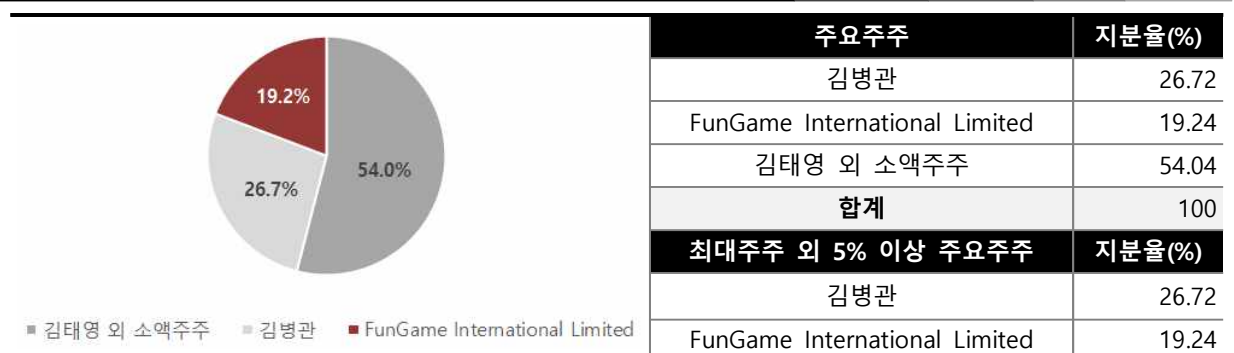 19.2%
54.0%
26.7%
■ 김태영 외 소액주주 ■ 김병관 ■ FunGame International Limited
주요주주 지분율(%)
김병관 26.72
FunGame International Limited 19.24
김태영 외 소액주주 54.04
합계 100
최대주주 외 5% 이상 주요주주 지분율(%)
김병관 26.72
FunGame International Limited 19.24